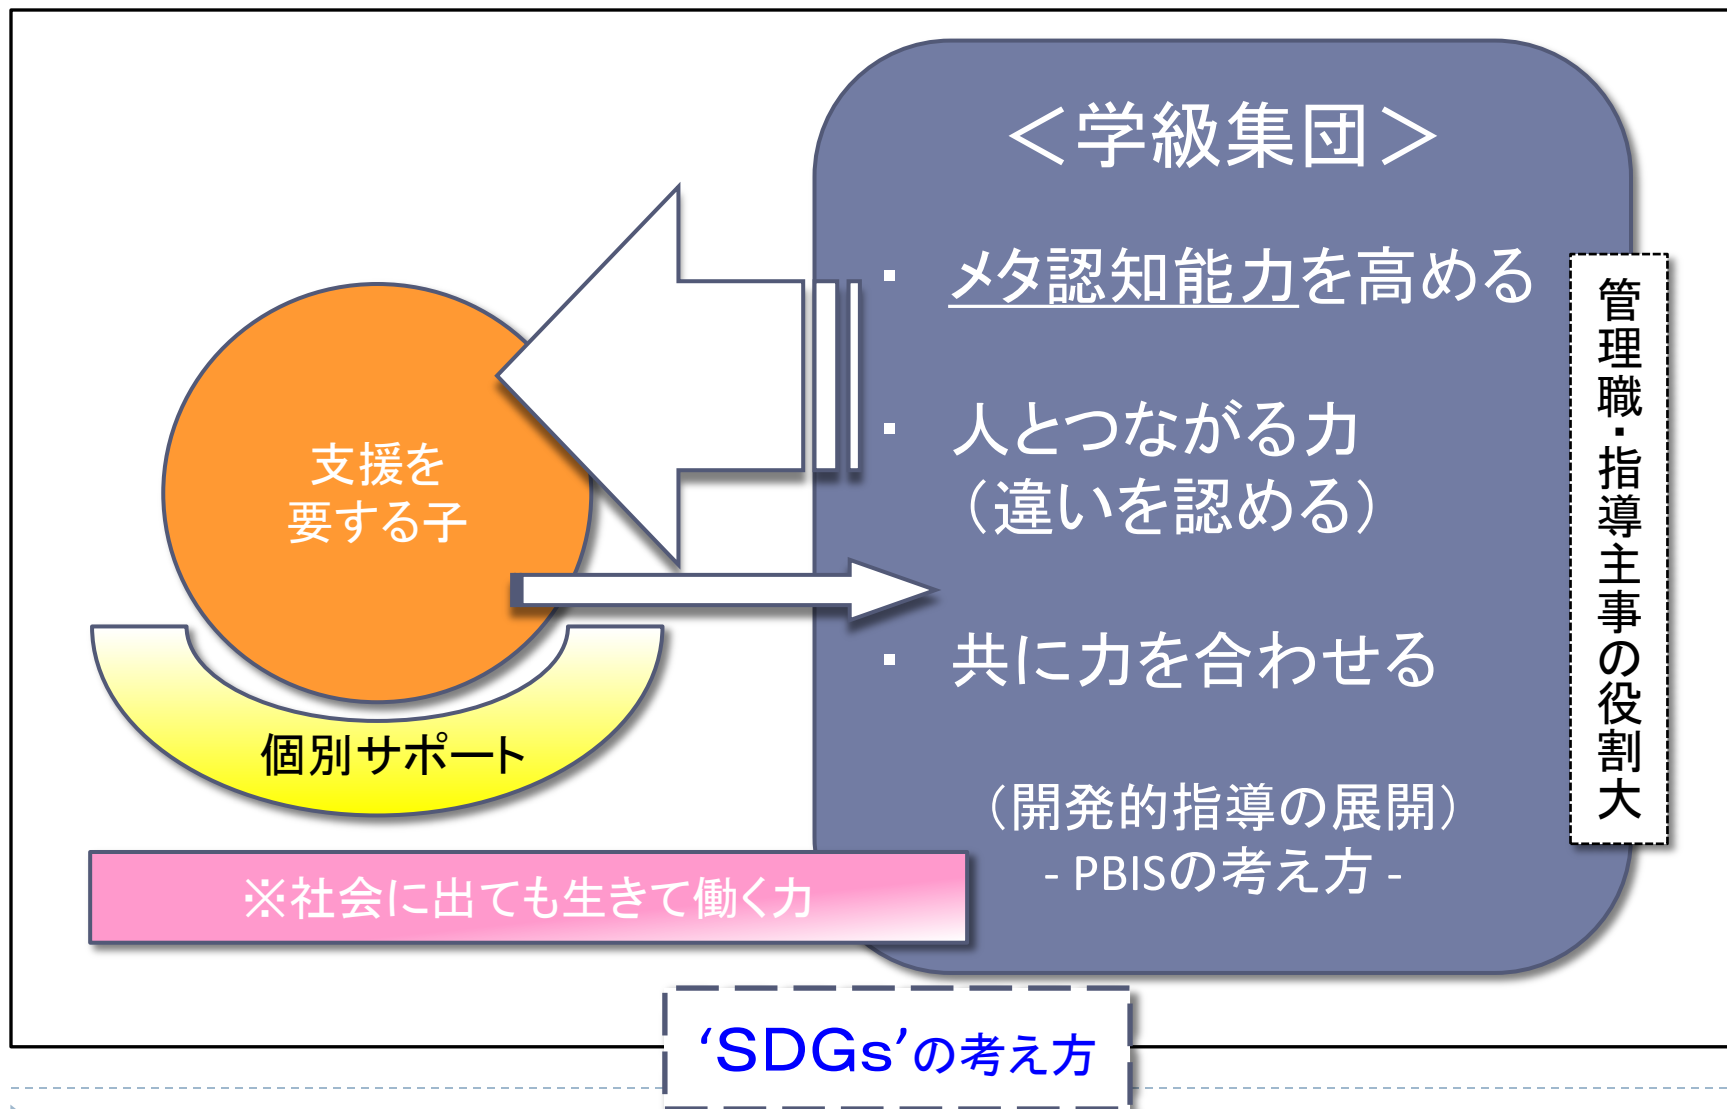 ＜学級集団＞
▪ メタ認知能力を高める
▪ 人とつながる力
（違いを認める）
▪ 共に力を合わせる
（開発的指導の展開）
- PBISの考え方 -
管理職・指導主事の役割大
支援を
要する子
個別サポート
※社会に出ても生きて働く力
‘SDGs’の考え方